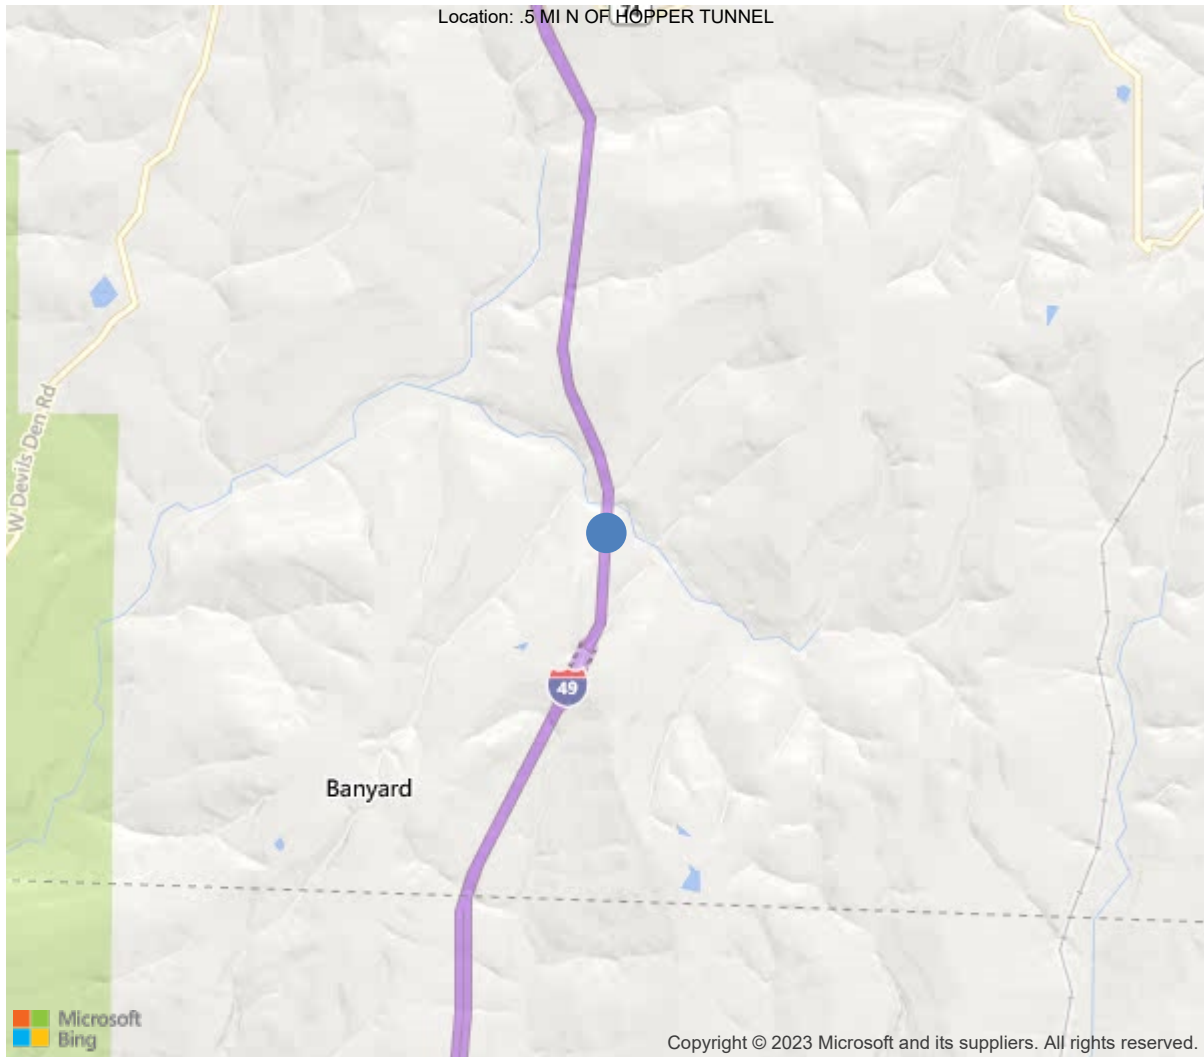 Location: .5 MI N OF HOPPER TUNNEL
74
W Devils Den Rd
49
Banyard
Microsoft
Bing
Copyright © 2023 Microsoft and its suppliers. All rights reserved.